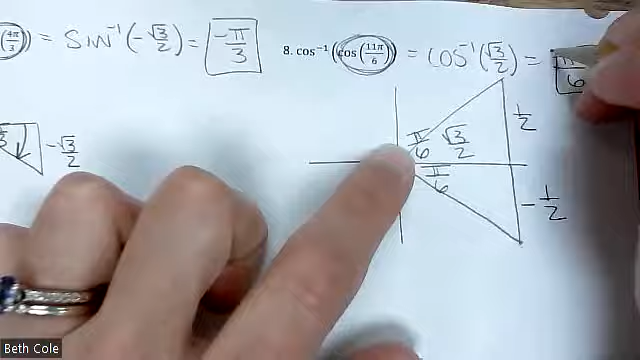 (4π/3)) = sin⁻¹(-√3/2) = -π/3
8. cos⁻¹(cos(11π/6)) = cos⁻¹(√3/2) = π/6
-√3/2
π/6 √3/2 1/2
π/6 -1/2
Beth Cole